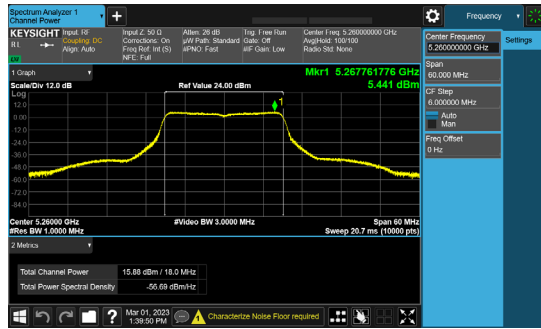 Spectrum Analyzer 1
Channel Power
Frequency
KEYSIGHT
Input: RF
Coupling: DC
Align: Auto
Input Z: 50 Ω
Corrections: On
Freq Ref: Int (S)
NFE: Full
Atten: 26 dB
µW Path: Standard
#PNO: Fast
Trig: Free Run
Gate: Off
#IF Gain: Low
Center Freq: 5.260000000 GHz
Avg|Hold: 100/100
Radio Std: None
R L
Center Frequency
5.260000000 GHz
Settings
Span
60.000 MHz
CF Step
6.000000 MHz
Auto
Man
Freq Offset
0 Hz
1 Graph
Mkr1 5.267761776 GHz
5.441 dBm
Scale/Div 12.0 dB
Ref Value 24.00 dBm
Log
12.0
0.00
-12.0
-24.0
-36.0
-48.0
-60.0
-72.0
-84.0
1
Center 5.26000 GHz
#Res BW 1.0000 MHz
#Video BW 3.0000 MHz
Span 60 MHz
Sweep 20.7 ms (10000 pts)
2 Metrics
Total Channel Power 15.88 dBm / 18.0 MHz
Total Power Spectral Density -56.69 dBm/Hz
Mar 01, 2023
1:39:50 PM
Characterize Noise Floor required